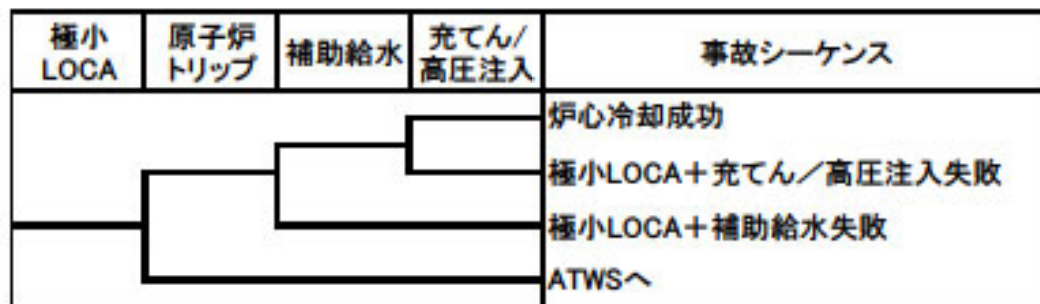 極小
LOCA
原子炉
トリップ
補助給水
充てん/
高圧注入
事故シーケンス
炉心冷却成功
極小LOCA＋充てん／高圧注入失敗
極小LOCA＋補助給水失敗
ATWSへ